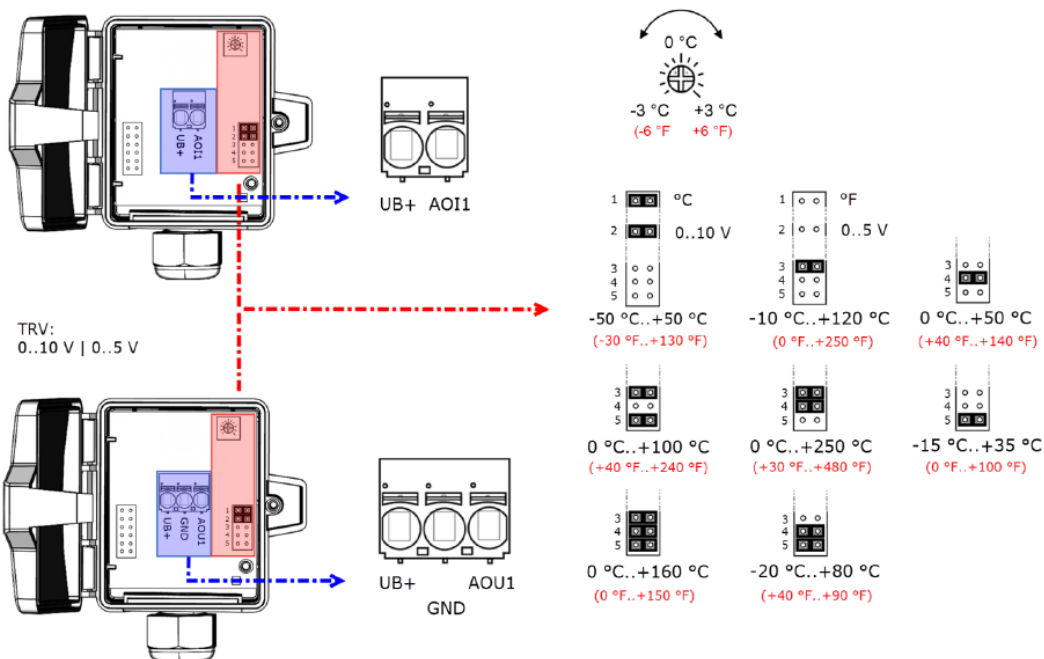 UB+ AOI1
1
2
3
4
5
UB+ AOI1
TRV:
0..10 V | 0..5 V
UB+ GND AOU1
1
2
3
4
5
UB+ AOU1
GND
0 °C
-3 °C +3 °C
(-6 °F +6 °F)
1 °C
2 0..10 V
3
4
5
-50 °C..+50 °C
(-30 °F..+130 °F)
1 °F
2 0..5 V
3
4
5
-10 °C..+120 °C
(0 °F..+250 °F)
3
4
5
0 °C..+50 °C
(+40 °F..+140 °F)
3
4
5
0 °C..+100 °C
(+40 °F..+240 °F)
3
4
5
0 °C..+250 °C
(+30 °F..+480 °F)
3
4
5
-15 °C..+35 °C
(0 °F..+100 °F)
3
4
5
0 °C..+160 °C
(0 °F..+150 °F)
3
4
5
-20 °C..+80 °C
(+40 °F..+90 °F)